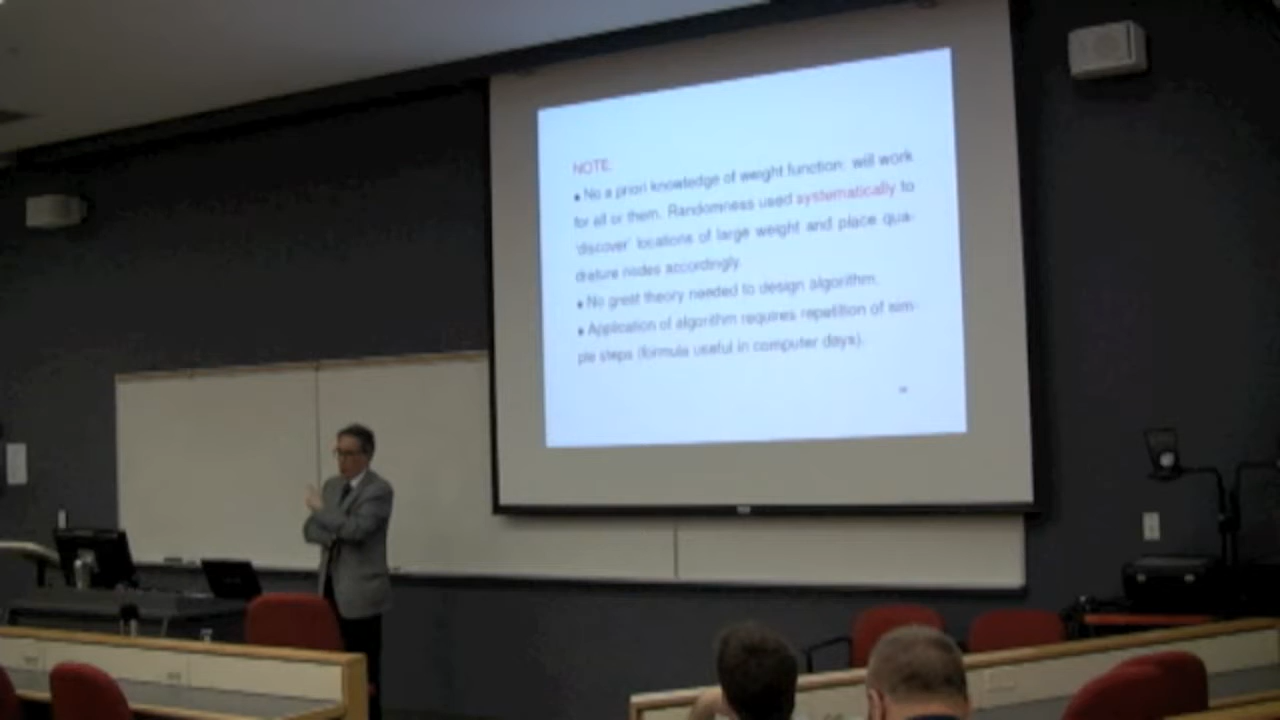 NOTE:
• No a priori knowledge of weight function: will work
for all or them. Randomness used systematically to
'discover' locations of large weight and place qua-
drature nodes accordingly.
• No great theory needed to design algorithm.
• Application of algorithm requires repetition of sim-
ple steps (formula useful in computer days).